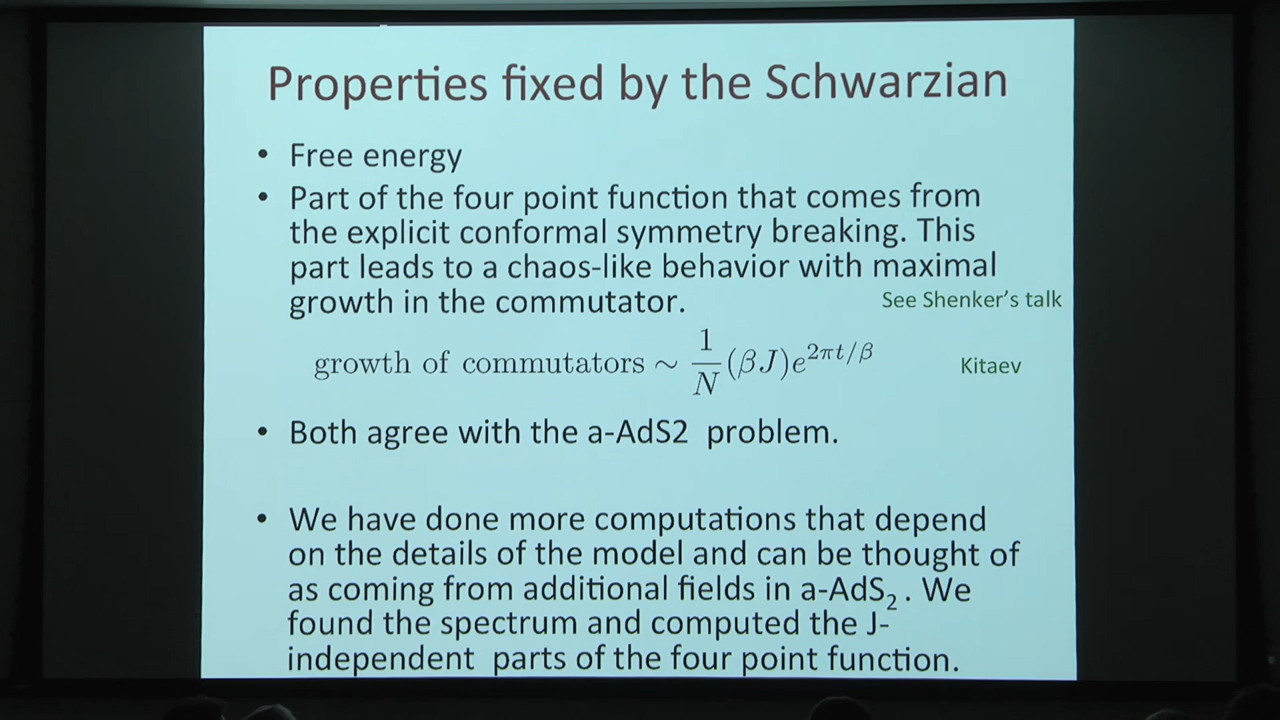 Properties fixed by the Schwarzian
• Free energy
• Part of the four point function that comes from
the explicit conformal symmetry breaking. This
part leads to a chaos-like behavior with maximal
growth in the commutator.
See Shenker's talk
growth of commutators ∼ \frac{1}{N}(βJ)e^{2πt/β}
Kitaev
• Both agree with the a-AdS2 problem.
• We have done more computations that depend
on the details of the model and can be thought of
as coming from additional fields in a-AdS₂ . We
found the spectrum and computed the J-
independent parts of the four point function.